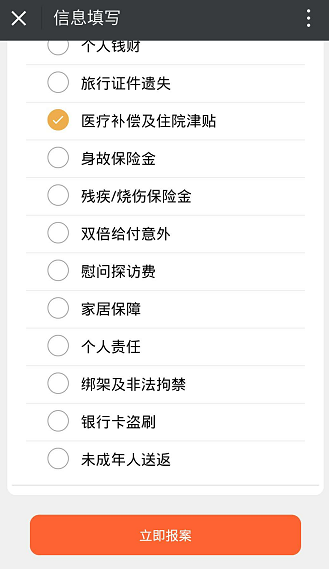 信息填写
个人钱财
旅行证件遗失
医疗补偿及住院津贴
身故保险金
残疾/烧伤保险金
双倍给付意外
慰问探访费
家居保障
个人责任
绑架及非法拘禁
银行卡盗刷
未成年人送返
立即报案